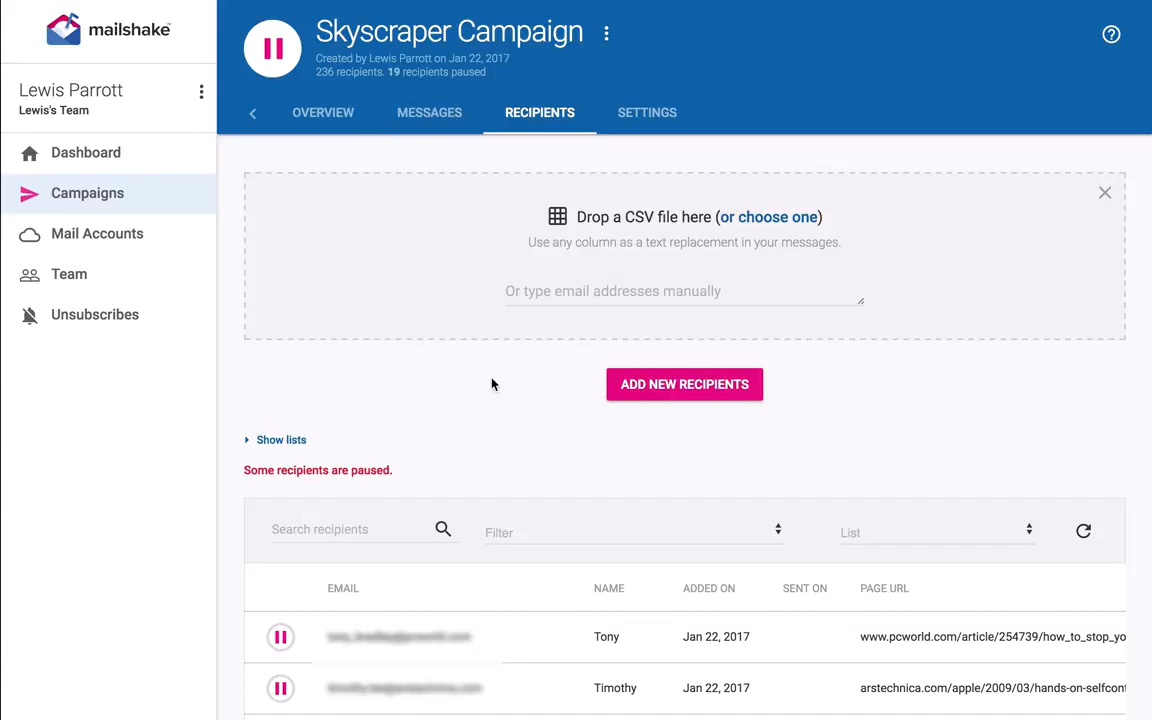 mailshake
Lewis Parrott
Lewis's Team
Dashboard
Campaigns
Mail Accounts
Team
Unsubscribes
Skyscraper Campaign
Created by Lewis Parrott on Jan 22, 2017
236 recipients. 19 recipients paused
OVERVIEW MESSAGES RECIPIENTS SETTINGS
Drop a CSV file here (or choose one)
Use any column as a text replacement in your messages.
Or type email addresses manually
ADD NEW RECIPIENTS
Show lists
Some recipients are paused.
Search recipients Filter List
EMAIL NAME ADDED ON SENT ON PAGE URL
Tony Jan 22, 2017 www.pcworld.com/article/254739/how_to_stop_yo
Timothy Jan 22, 2017 arstechnica.com/apple/2009/03/hands-on-selfcont